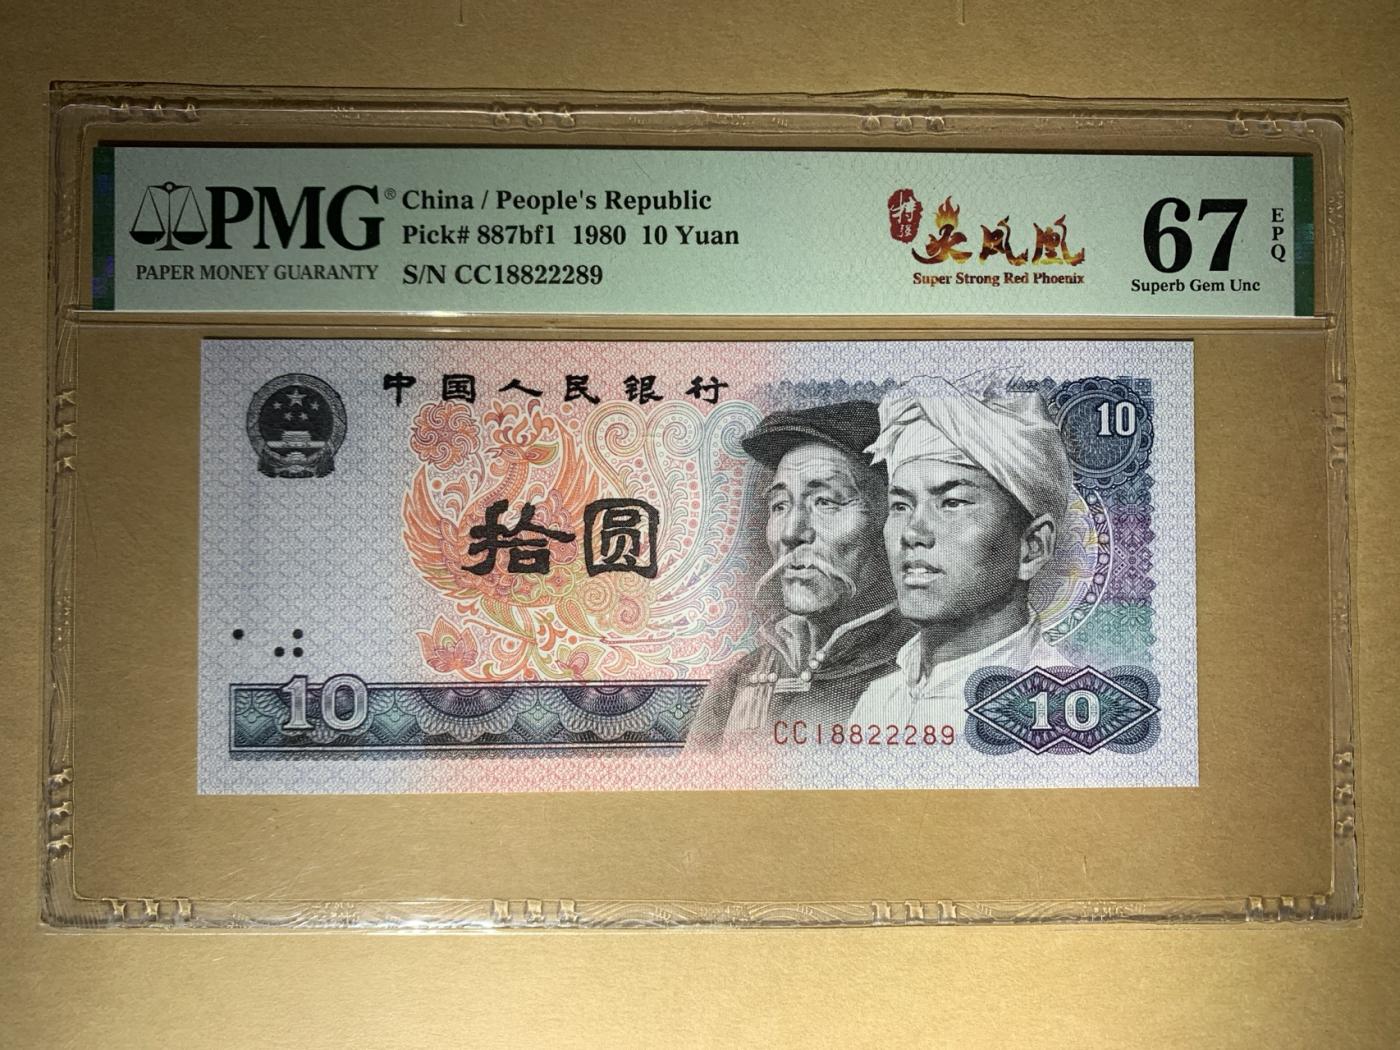 PMG®
PAPER MONEY GUARANTY
China / People's Republic
Pick# 887bf1 1980 10 Yuan
S/N CC18822289
特强
火凤凰
Super Strong Red Phoenix
67
EPQ
Superb Gem Unc
中国人民银行
10
拾圆
10
CC18822289
10